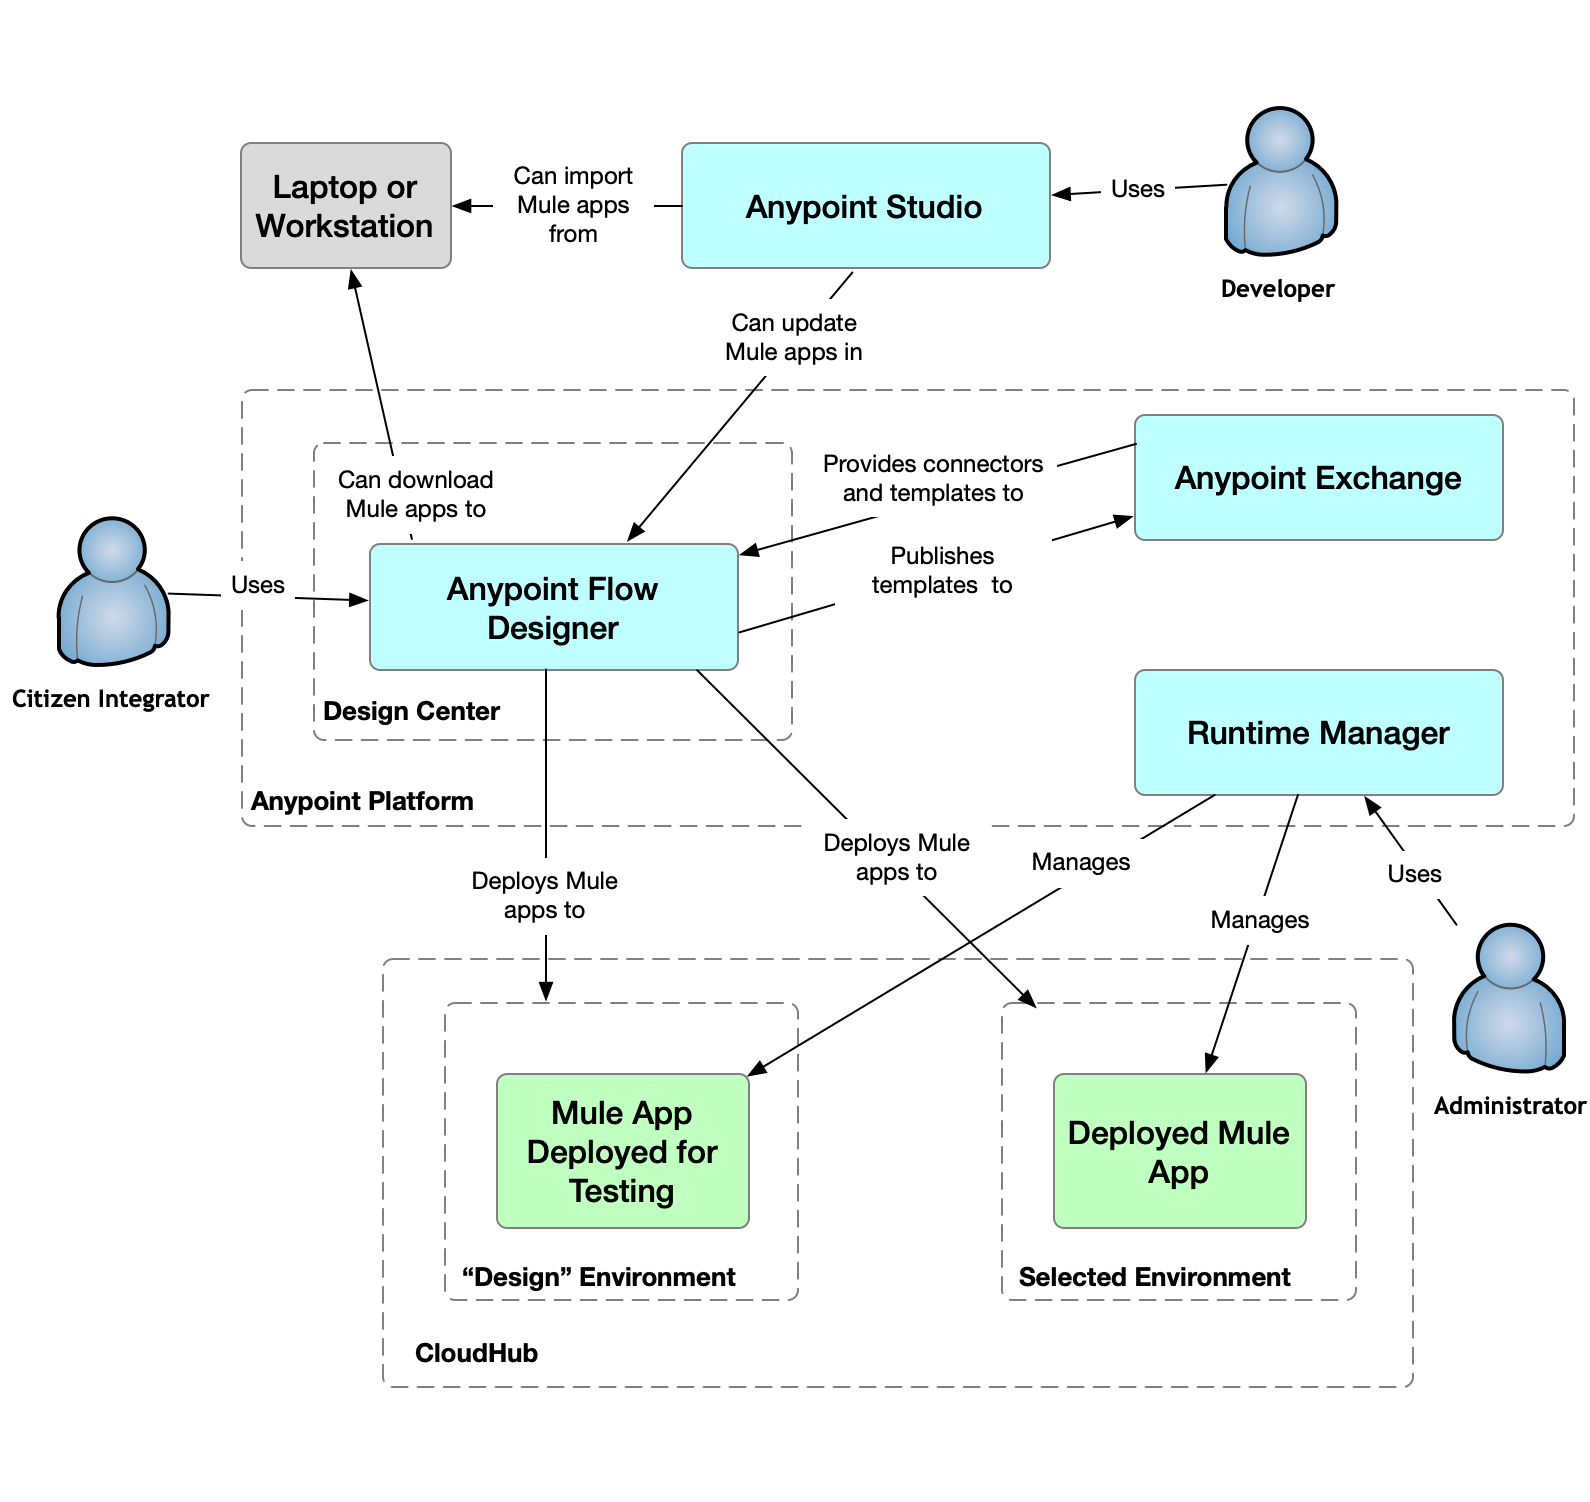 Laptop or
Workstation
Can import
Mule apps
from
Anypoint Studio
Uses
Developer
Can update
Mule apps in
Provides connectors
and templates to
Anypoint Exchange
Can download
Mule apps to
Publishes
templates to
Uses
Anypoint Flow
Designer
Citizen Integrator
Design Center
Runtime Manager
Anypoint Platform
Deploys Mule
apps to
Deploys Mule
apps to
Manages
Manages
Uses
Administrator
Mule App
Deployed for
Testing
Deployed Mule
App
“Design” Environment
Selected Environment
CloudHub